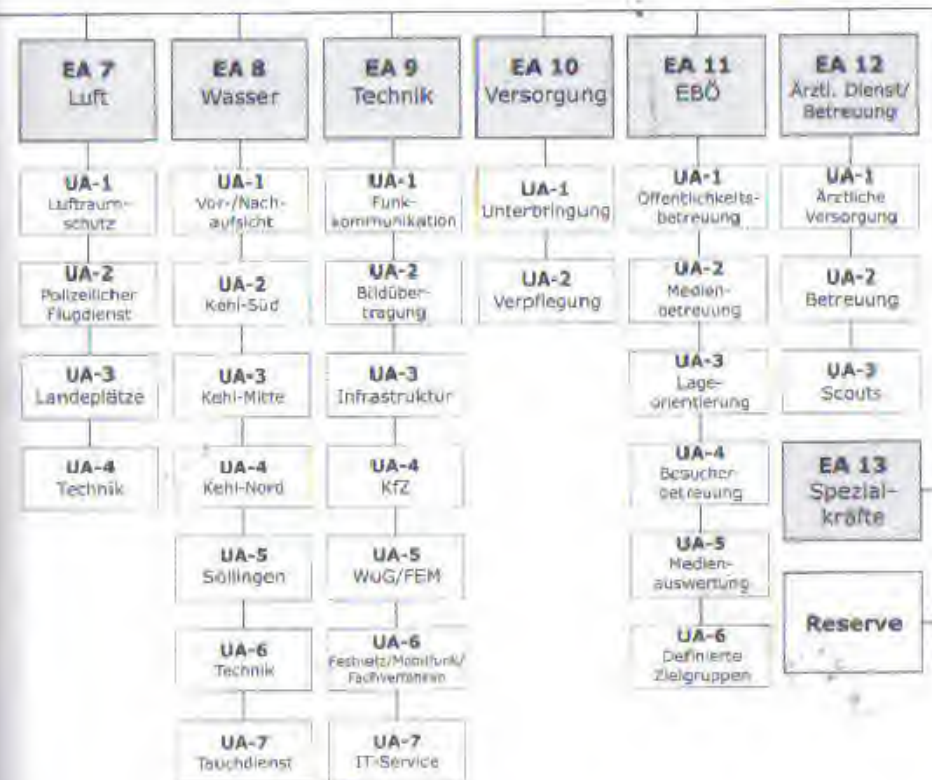 EA 7
Luft
UA-1
Luftraum-
schutz
UA-2
Polizeilicher
Flugdienst
UA-3
Landeplätze
UA-4
Technik
EA 8
Wasser
UA-1
Vor-/Nach-
aufsicht
UA-2
Kehl-Süd
UA-3
Kehl-Mitte
UA-4
Kehl-Nord
UA-5
Söllingen
UA-6
Technik
UA-7
Tauchdienst
EA 9
Technik
UA-1
Funk-
kommunikation
UA-2
Bildüber-
tragung
UA-3
Infrastruktur
UA-4
KfZ
UA-5
WuG/FEM
UA-6
Festnetz/Mobilfunk/
Fachverfahren
UA-7
IT-Service
EA 10
Versorgung
UA-1
Unterbringung
UA-2
Verpflegung
EA 11
EBÖ
UA-1
Öffentlichkeits-
betreuung
UA-2
Medien-
betreuung
UA-3
Lage-
orientierung
UA-4
Besucher
betreuung
UA-5
Medien-
auswertung
UA-6
Definierte
Zielgruppen
EA 12
Ärztl. Dienst/
Betreuung
UA-1
Ärztliche
Versorgung
UA-2
Betreuung
UA-3
Scouts
EA 13
Spezial-
kräfte
Reserve